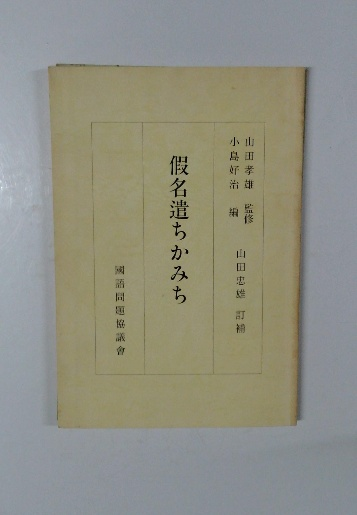 山田孝雄 監修
小島好治 編
山田忠雄 訂補
假名遣ちかみち
國語問題協議會